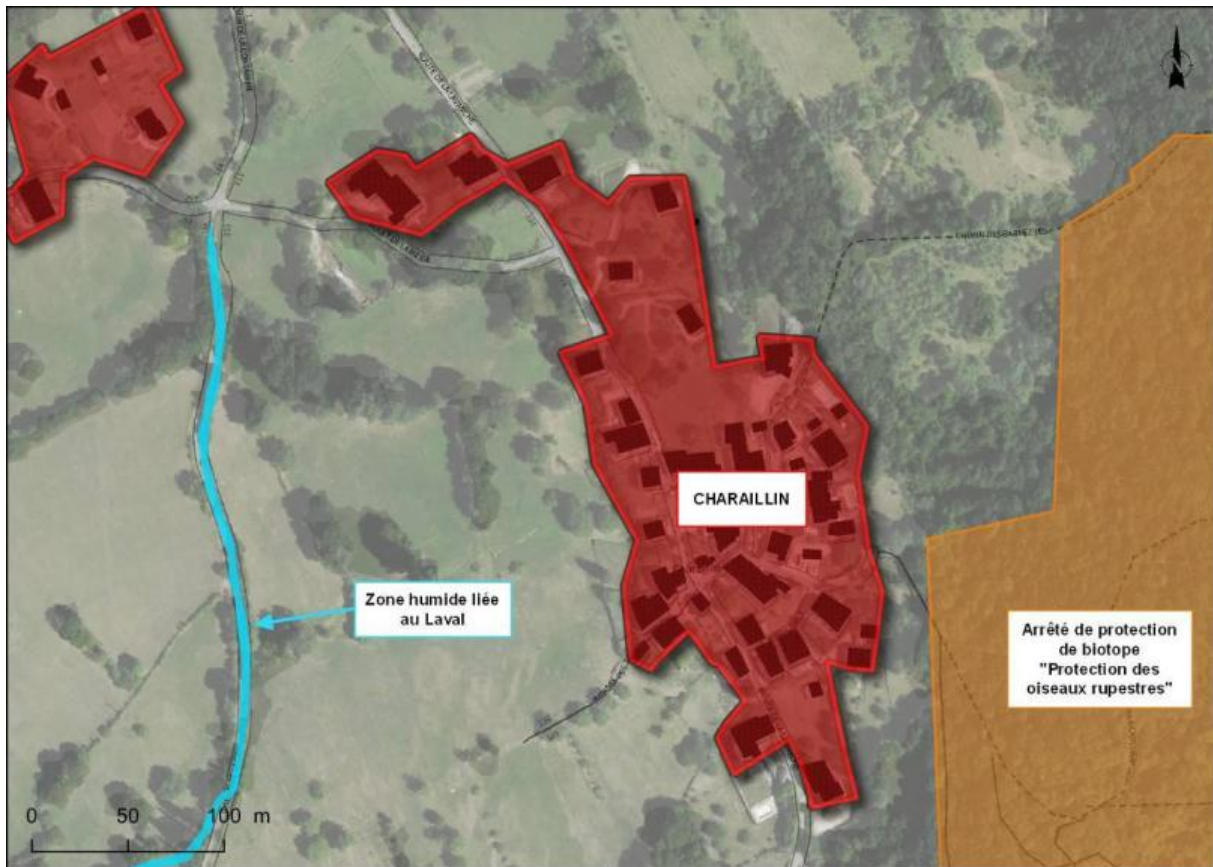 CHARAILLIN
Zone humide liée
au Laval
Arrêté de protection
de biotope
"Protection des
oiseaux rupestres"
0 50 100 m